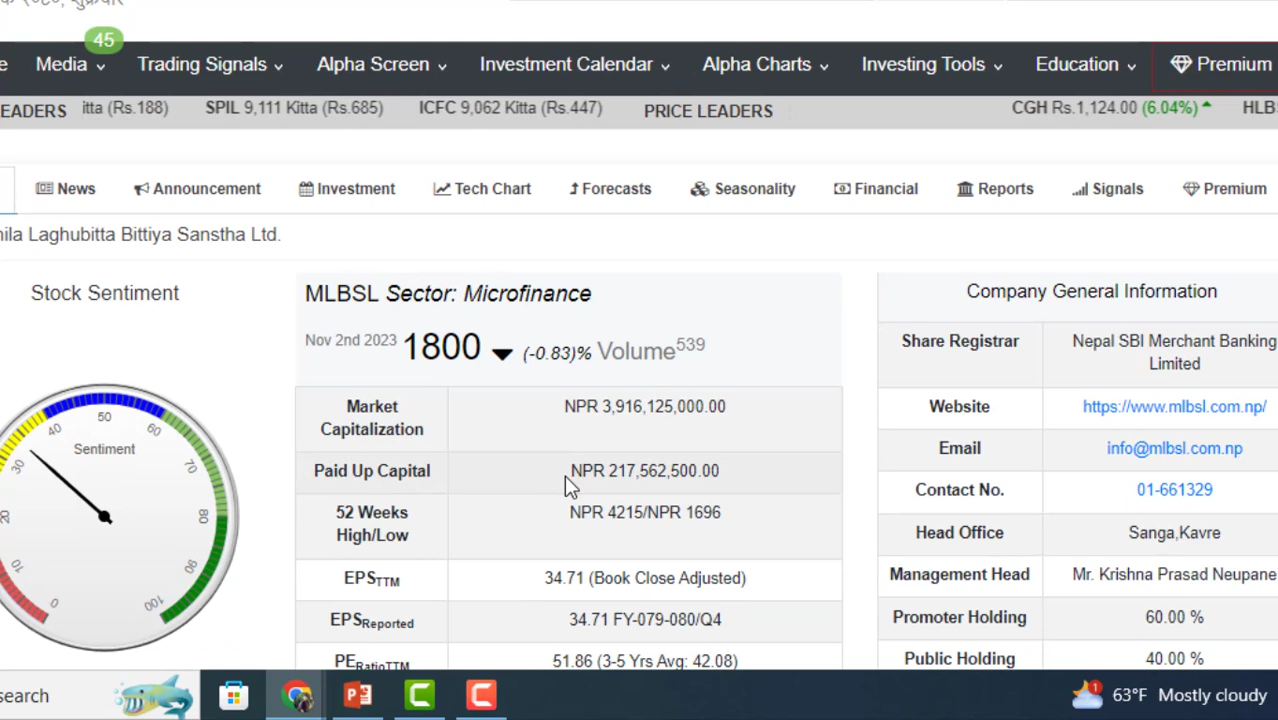 45
Media
Trading Signals
Alpha Screen
Investment Calendar
Alpha Charts
Investing Tools
Education
Premium
EADERS
itta (Rs.188)
SPIL 9,111 Kitta (Rs.685)
ICFC 9,062 Kitta (Rs.447)
PRICE LEADERS
CGH Rs.1,124.00 (6.04%)
HLB
News
Announcement
Investment
Tech Chart
Forecasts
Seasonality
Financial
Reports
Signals
Premium
ila Laghubitta Bittiya Sanstha Ltd.
Stock Sentiment
Sentiment
0
10
20
30
40
50
60
70
80
90
100
MLBSL Sector: Microfinance
Nov 2nd 2023 1800 (-0.83)% Volume539
Market
Capitalization
NPR 3,916,125,000.00
Paid Up Capital
NPR 217,562,500.00
52 Weeks
High/Low
NPR 4215/NPR 1696
EPSTTM
34.71 (Book Close Adjusted)
EPSReported
34.71 FY-079-080/Q4
PERatioTTM
51.86 (3-5 Yrs Avg: 42.08)
Company General Information
Share Registrar
Nepal SBI Merchant Banking
Limited
Website
https://www.mlbsl.com.np/
Email
info@mlbsl.com.np
Contact No.
01-661329
Head Office
Sanga,Kavre
Management Head
Mr. Krishna Prasad Neupane
Promoter Holding
60.00 %
Public Holding
40.00 %
search
1
63°F Mostly cloudy